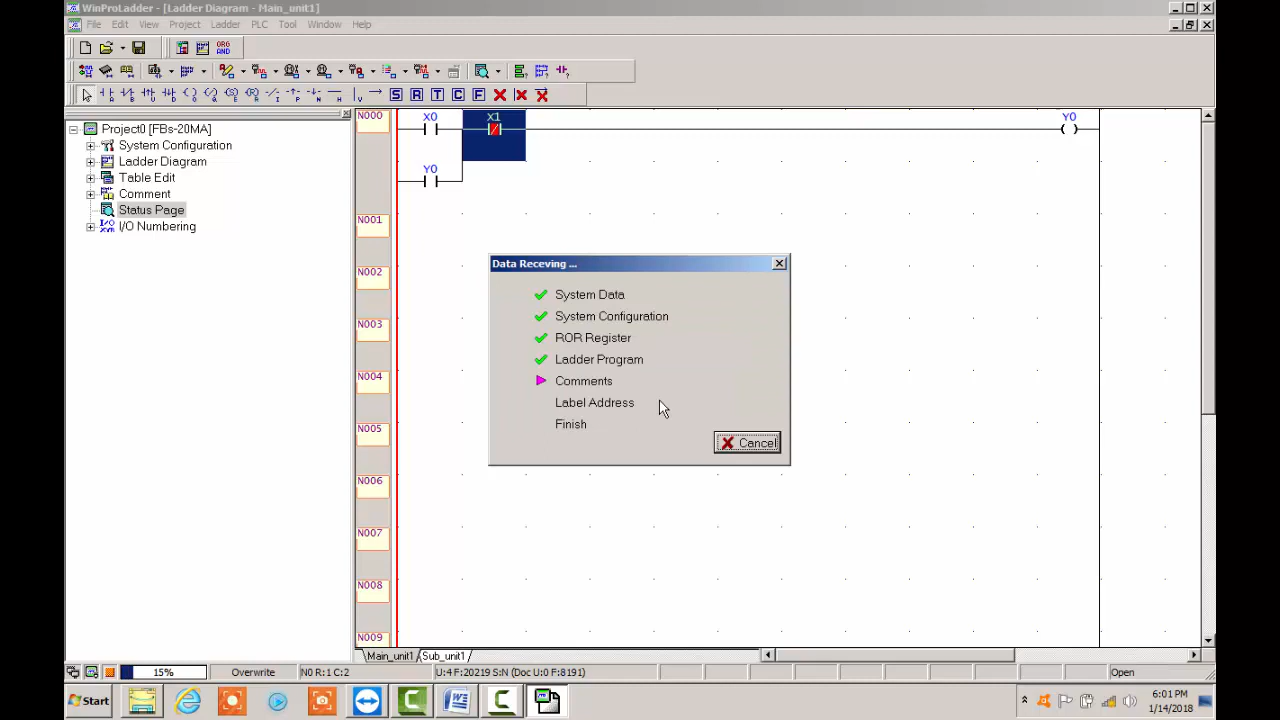 WinProLadder - [Ladder Diagram - Main_unit1]
File Edit View Project Ladder PLC Tool Window Help
ORG
AND
A B U D Q Q S R I P N H V S R T C F
Project0 [FBs-20MA]
System Configuration
Ladder Diagram
Table Edit
Comment
Status Page
I/O Numbering
N000 X0 X1 Y0
Y0
N001
N002
N003
N004
N005
N006
N007
N008
N009
Data Receving ...
System Data
System Configuration
ROR Register
Ladder Program
Comments
Label Address
Finish
Cancel
Main_unit1 Sub_unit1
15% Overwrite N0 R:1 C:2 U:4 F:20219 S:N (Doc U:0 F:8191) Open
Start 6:01 PM
1/14/2018